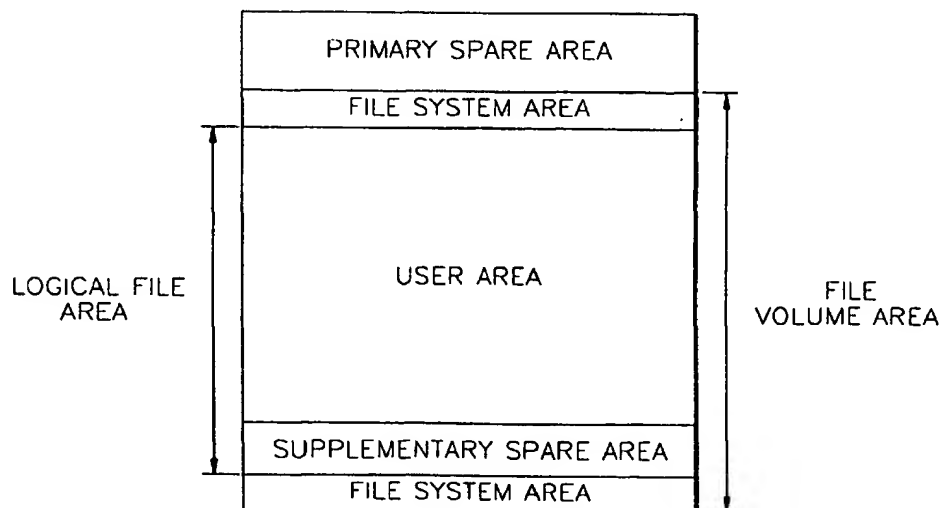 PRIMARY SPARE AREA
FILE SYSTEM AREA
USER AREA
LOGICAL FILE
AREA
FILE
VOLUME AREA
SUPPLEMENTARY SPARE AREA
FILE SYSTEM AREA